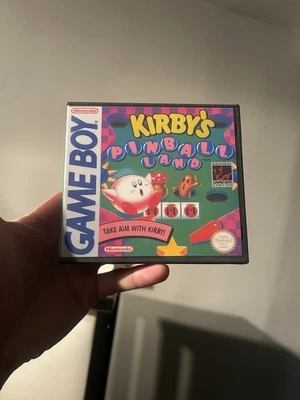 Nintendo
GAME BOY
KIRBY'S
PINBALL
LAND
TAKE AIM WITH KIRBY!
Nintendo